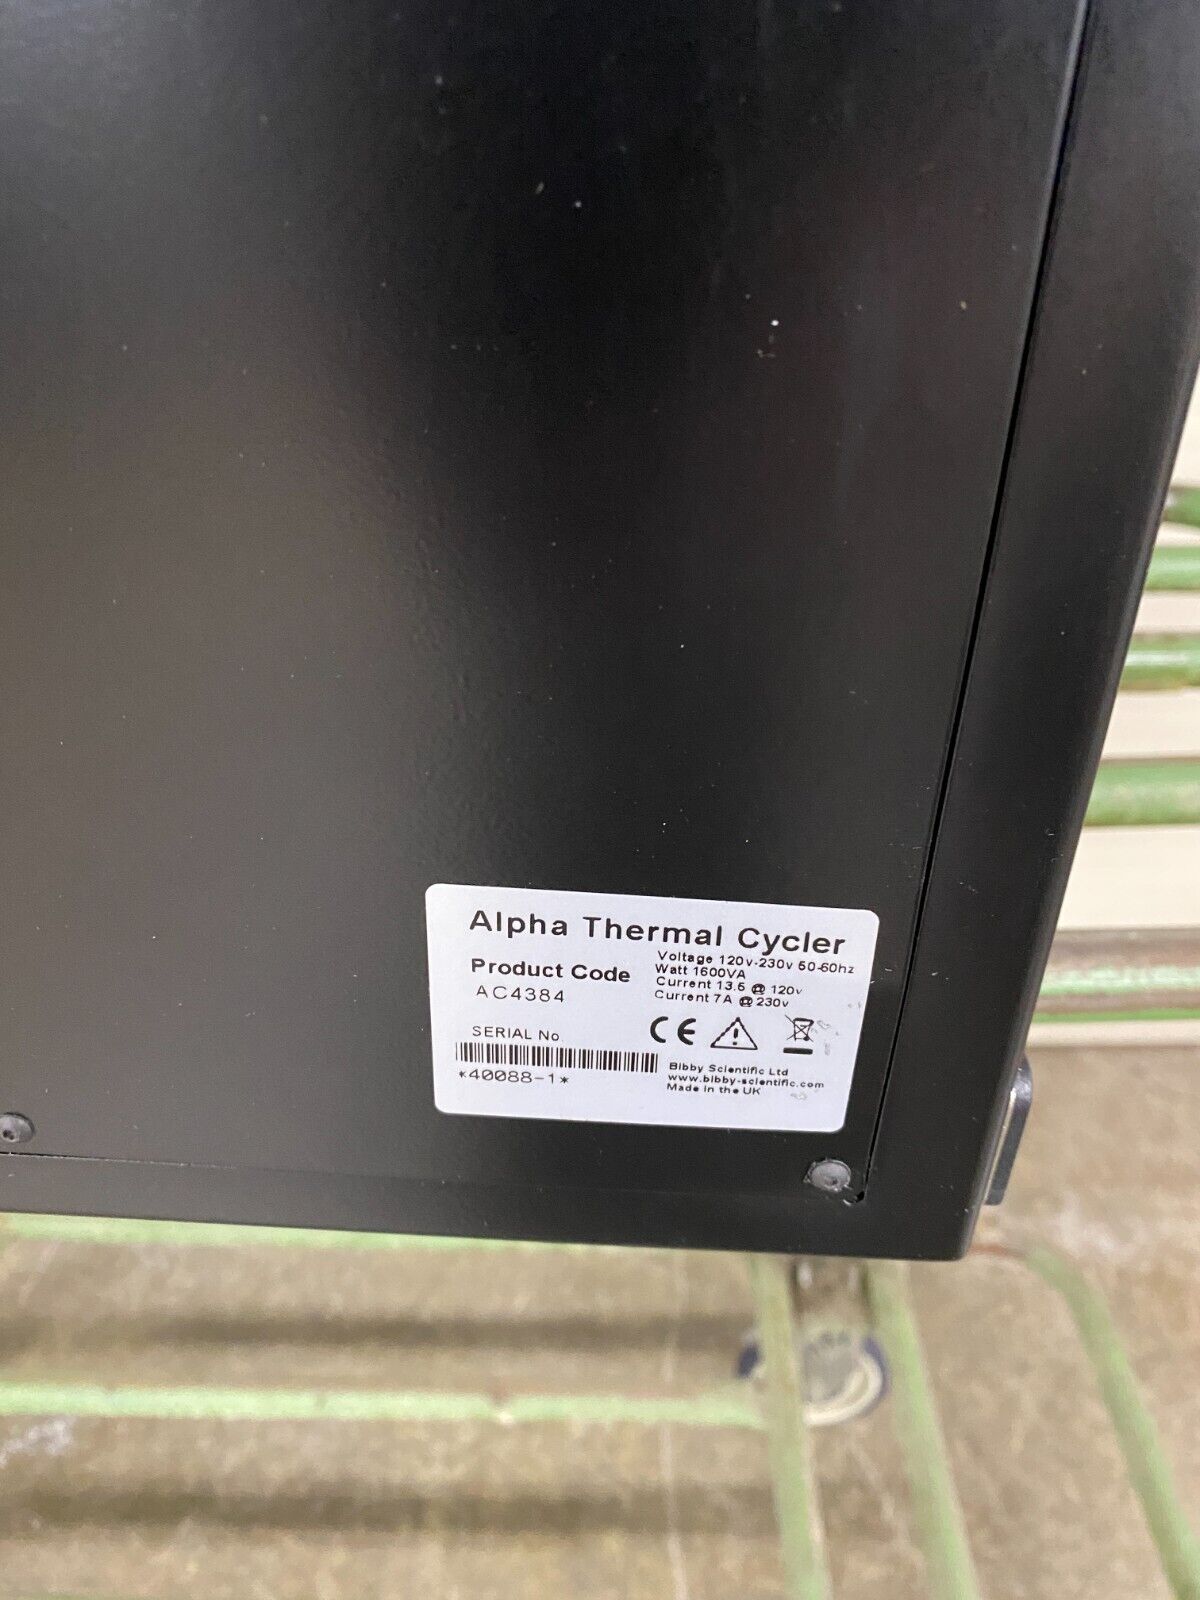 Alpha Thermal Cycler
Product Code
AC4384
Voltage 120v-230v 50-60hz
Watt 1600VA
Current 13.5 @ 120v
Current 7A @ 230v
CE
SERIAL No
*40088-1*
Bibby Scientific Ltd
www.bibby-scientific.com
Made in the UK